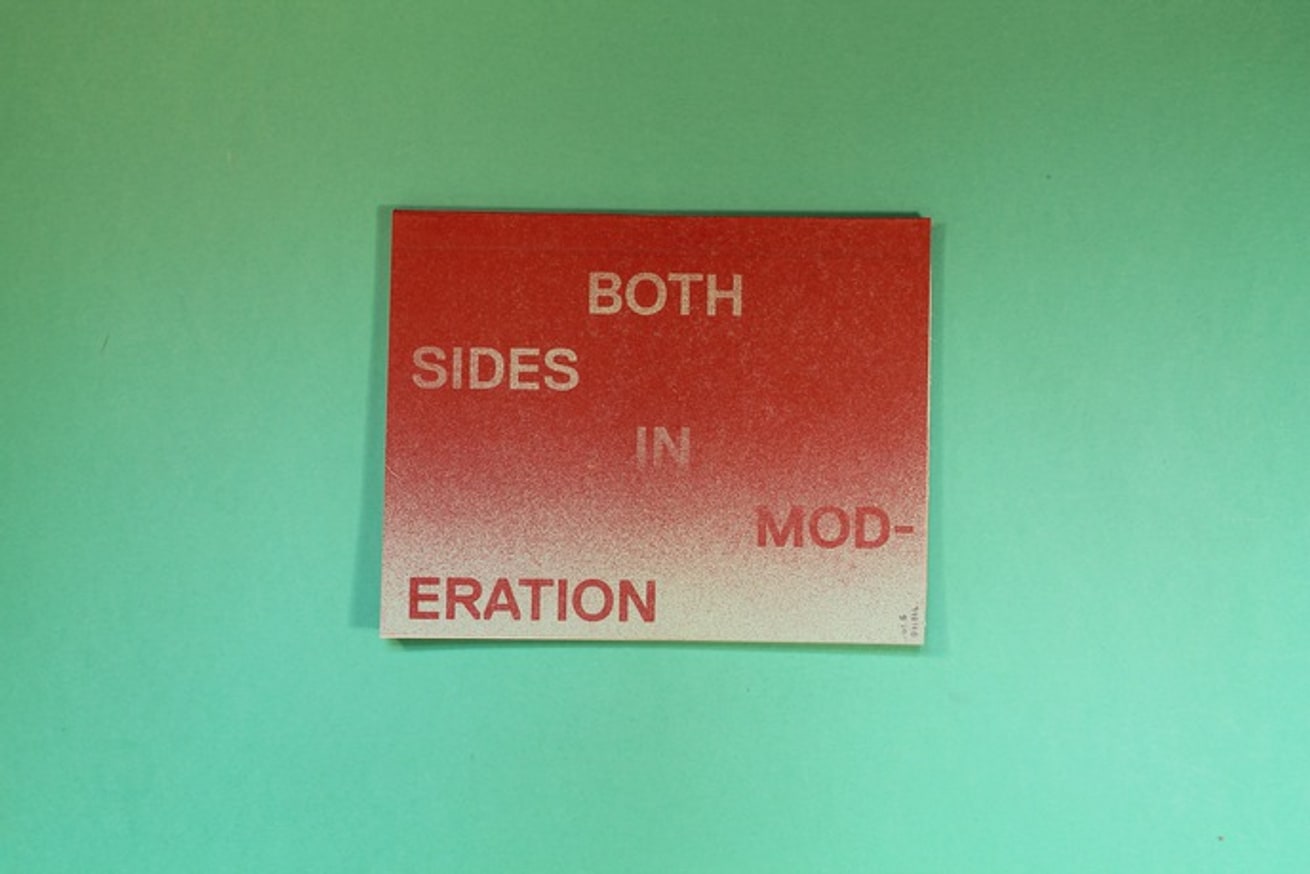 BOTH
SIDES
IN
MOD-
ERATION